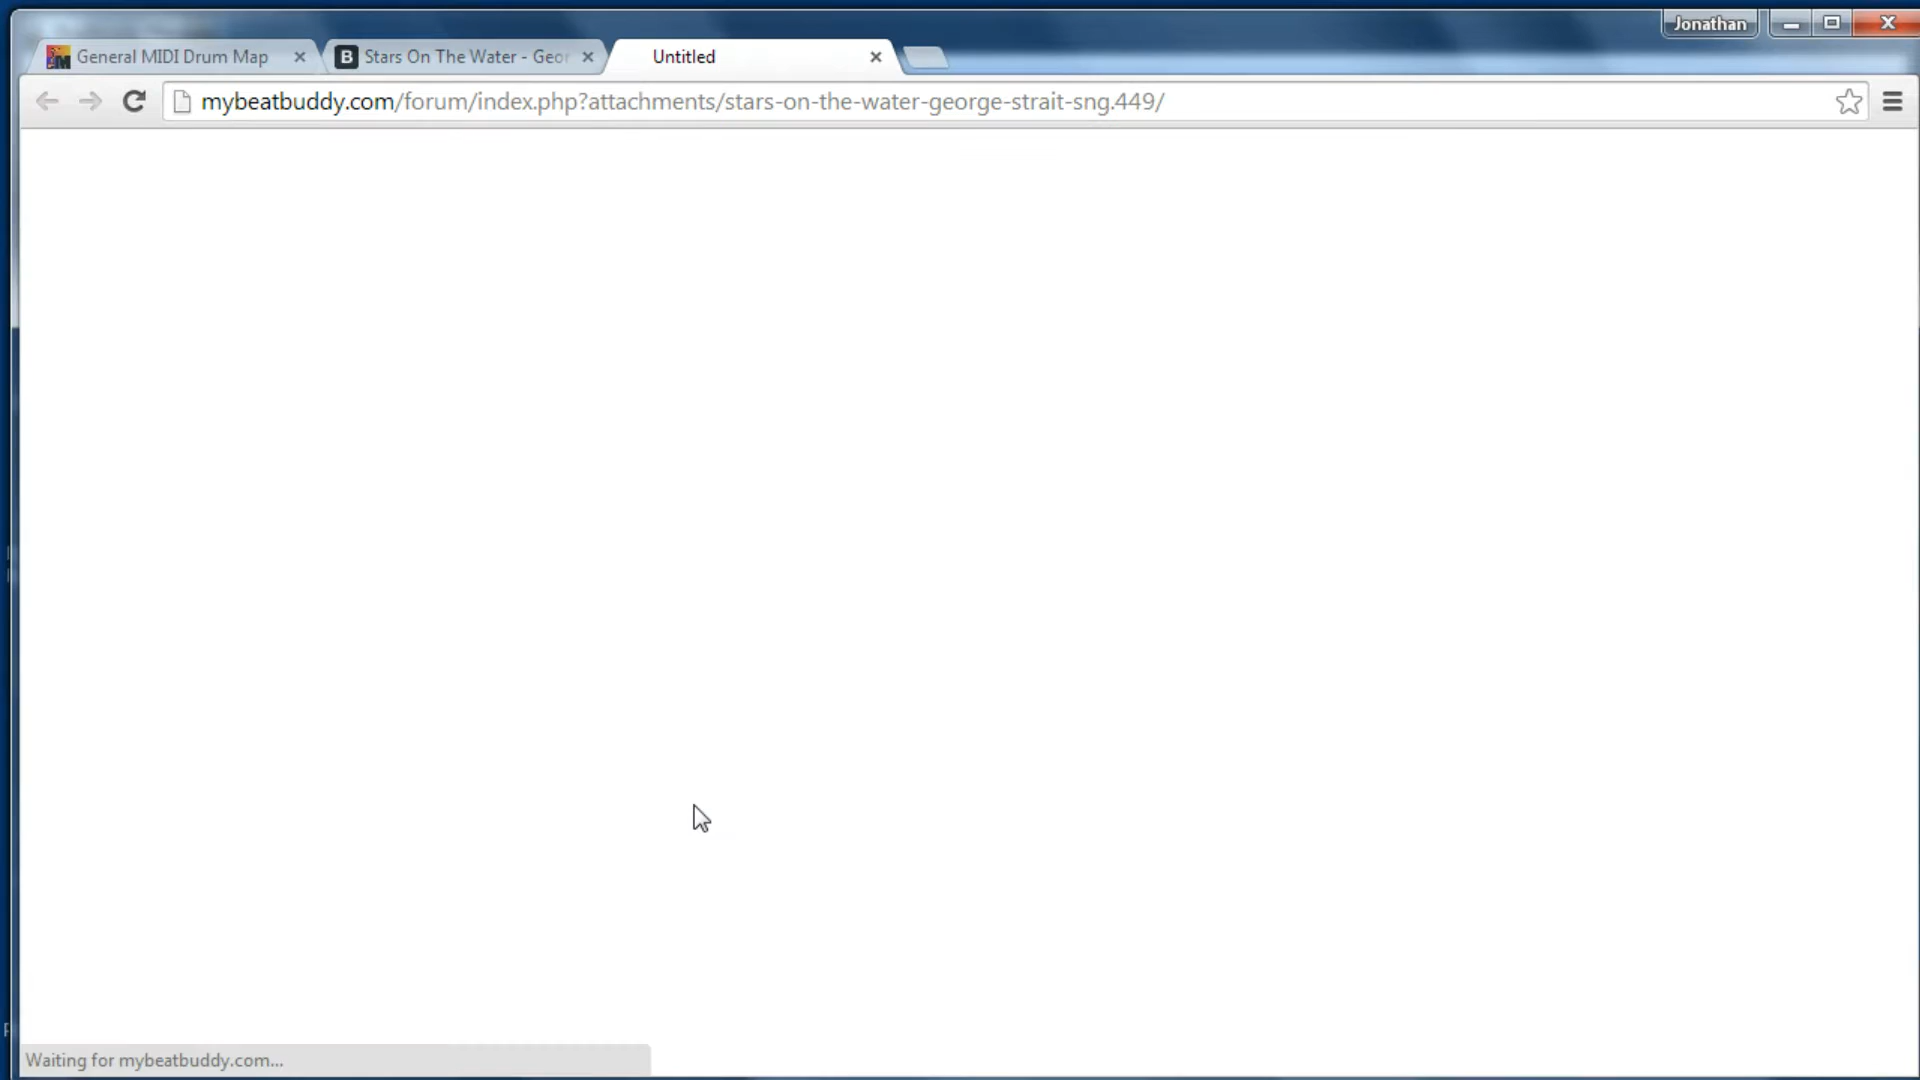 Jonathan
General MIDI Drum Map
B Stars On The Water - Geor
Untitled
mybeatbuddy.com/forum/index.php?attachments/stars-on-the-water-george-strait-sng.449/
Waiting for mybeatbuddy.com...